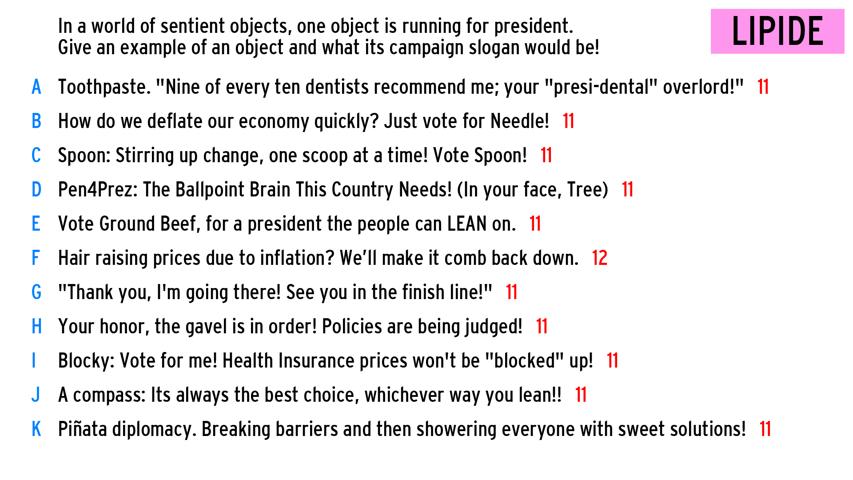 In a world of sentient objects, one object is running for president.
Give an example of an object and what its campaign slogan would be!
LIPIDE
A Toothpaste. "Nine of every ten dentists recommend me; your "presi-dental" overlord!" 11
B How do we deflate our economy quickly? Just vote for Needle! 11
C Spoon: Stirring up change, one scoop at a time! Vote Spoon! 11
D Pen4Prez: The Ballpoint Brain This Country Needs! (In your face, Tree) 11
E Vote Ground Beef, for a president the people can LEAN on. 11
F Hair raising prices due to inflation? We'll make it comb back down. 12
G "Thank you, I'm going there! See you in the finish line!" 11
H Your honor, the gavel is in order! Policies are being judged! 11
I Blocky: Vote for me! Health Insurance prices won't be "blocked" up! 11
J A compass: Its always the best choice, whichever way you lean!! 11
K Piñata diplomacy. Breaking barriers and then showering everyone with sweet solutions! 11